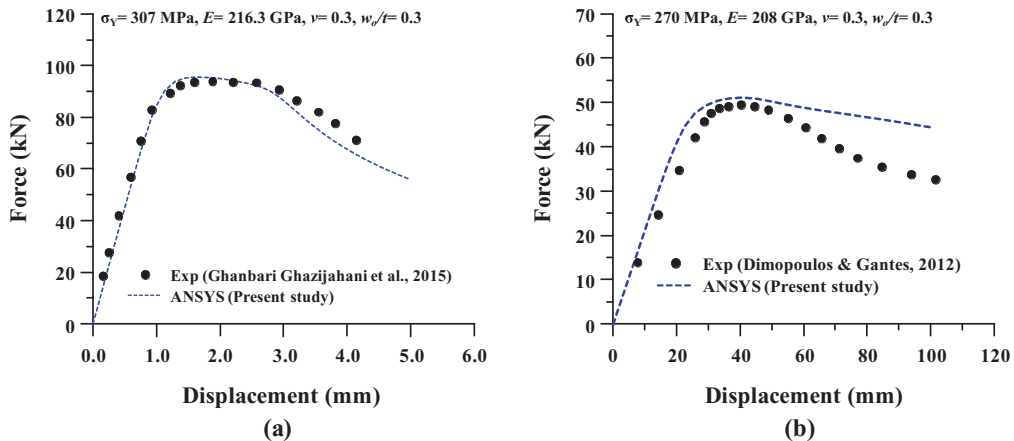 σY= 307 MPa, E= 216.3 GPa, ν= 0.3, wo/t= 0.3
120
100
80
60
40
20
0
Force (kN)
Exp (Ghanbari Ghazijahani et al., 2015)
ANSYS (Present study)
0.0 1.0 2.0 3.0 4.0 5.0 6.0
Displacement (mm)
(a)
σY= 270 MPa, E= 208 GPa, ν= 0.3, wo/t= 0.3
70
60
50
40
30
20
10
0
Force (kN)
Exp (Dimopoulos & Gantes, 2012)
ANSYS (Present study)
0 20 40 60 80 100 120
Displacement (mm)
(b)